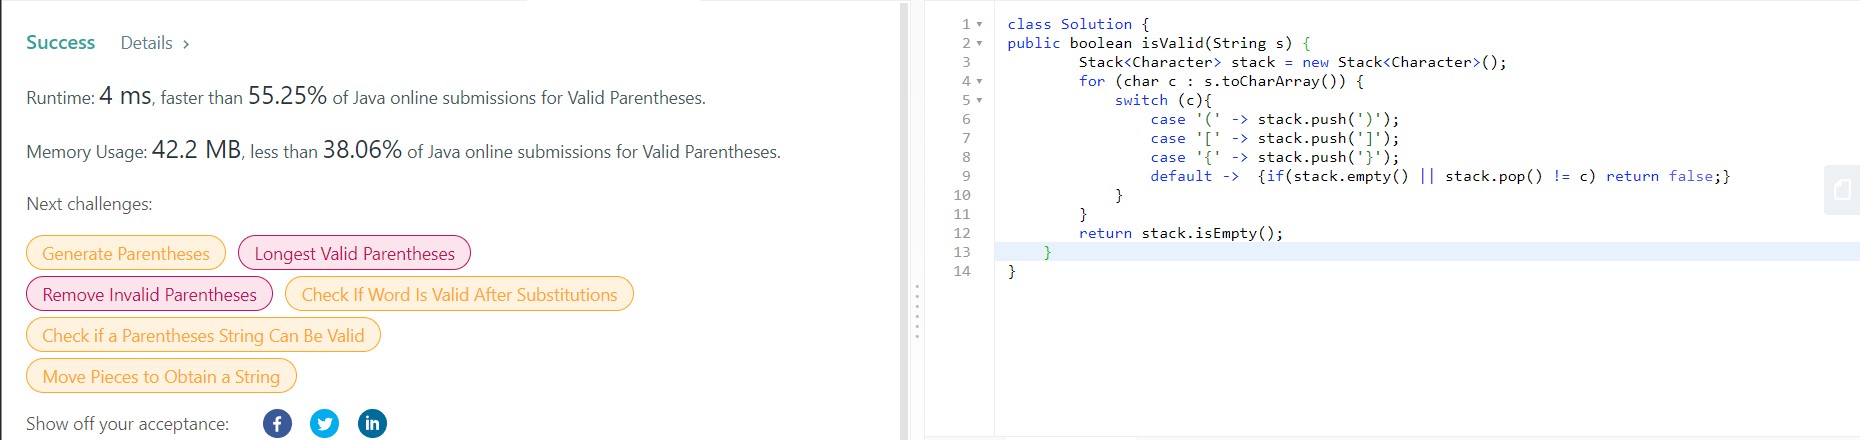 Success Details >
Runtime: 4 ms, faster than 55.25% of Java online submissions for Valid Parentheses.
Memory Usage: 42.2 MB, less than 38.06% of Java online submissions for Valid Parentheses.
Next challenges:
Generate Parentheses Longest Valid Parentheses
Remove Invalid Parentheses Check If Word Is Valid After Substitutions
Check if a Parentheses String Can Be Valid
Move Pieces to Obtain a String
Show off your acceptance: f in
1 class Solution {
2 public boolean isValid(String s) {
3 Stack<Character> stack = new Stack<Character>();
4 for (char c : s.toCharArray()) {
5 switch (c){
6 case '(' -> stack.push(')');
7 case '[' -> stack.push(']');
8 case '{' -> stack.push('}');
9 default -> {if(stack.empty() || stack.pop() != c) return false;}
10 }
11 }
12 return stack.isEmpty();
13 }
14 }